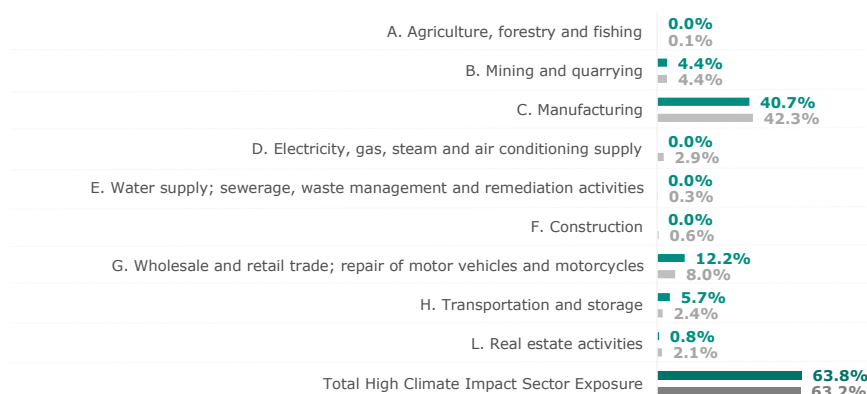 A. Agriculture, forestry and fishing 0.0%
0.1%
B. Mining and quarrying 4.4%
4.4%
C. Manufacturing 40.7%
42.3%
D. Electricity, gas, steam and air conditioning supply 0.0%
2.9%
E. Water supply; sewerage, waste management and remediation activities 0.0%
0.3%
F. Construction 0.0%
0.6%
G. Wholesale and retail trade; repair of motor vehicles and motorcycles 12.2%
8.0%
H. Transportation and storage 5.7%
2.4%
L. Real estate activities 0.8%
2.1%
Total High Climate Impact Sector Exposure 63.8%
63.2%